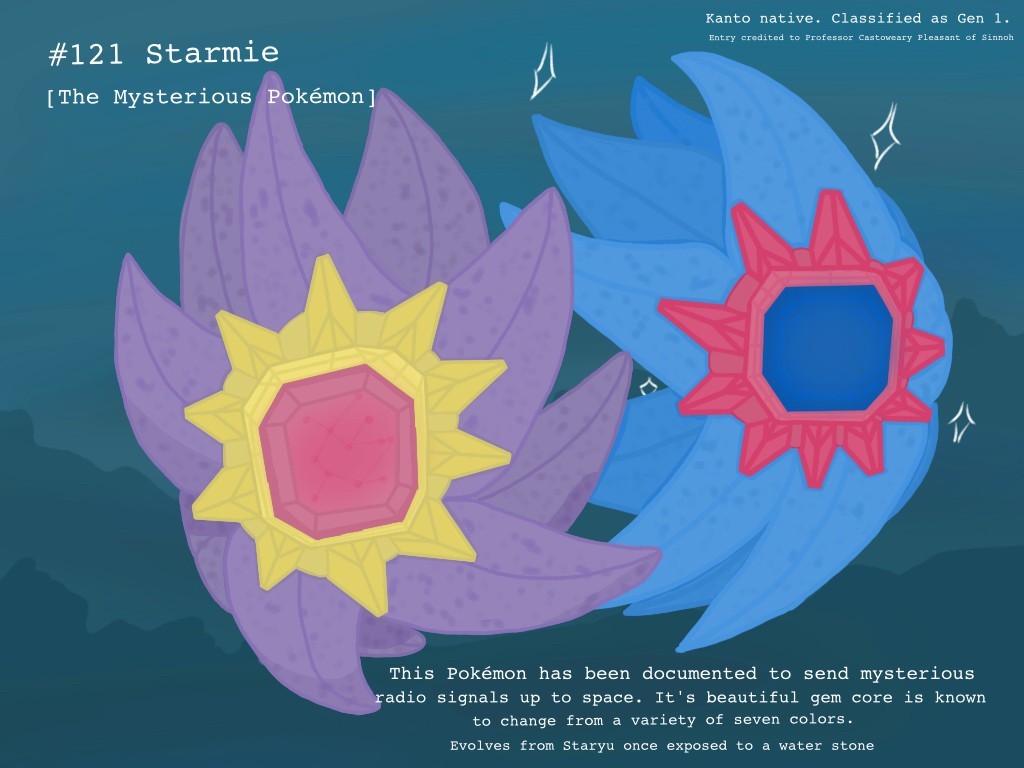 Kanto native. Classified as Gen 1.
Entry credited to Professor Castoweary Pleasant of Sinnoh
#121 Starmie
[The Mysterious Pokémon]
This Pokémon has been documented to send mysterious
radio signals up to space. It's beautiful gem core is known
to change from a variety of seven colors.
Evolves from Staryu once exposed to a water stone